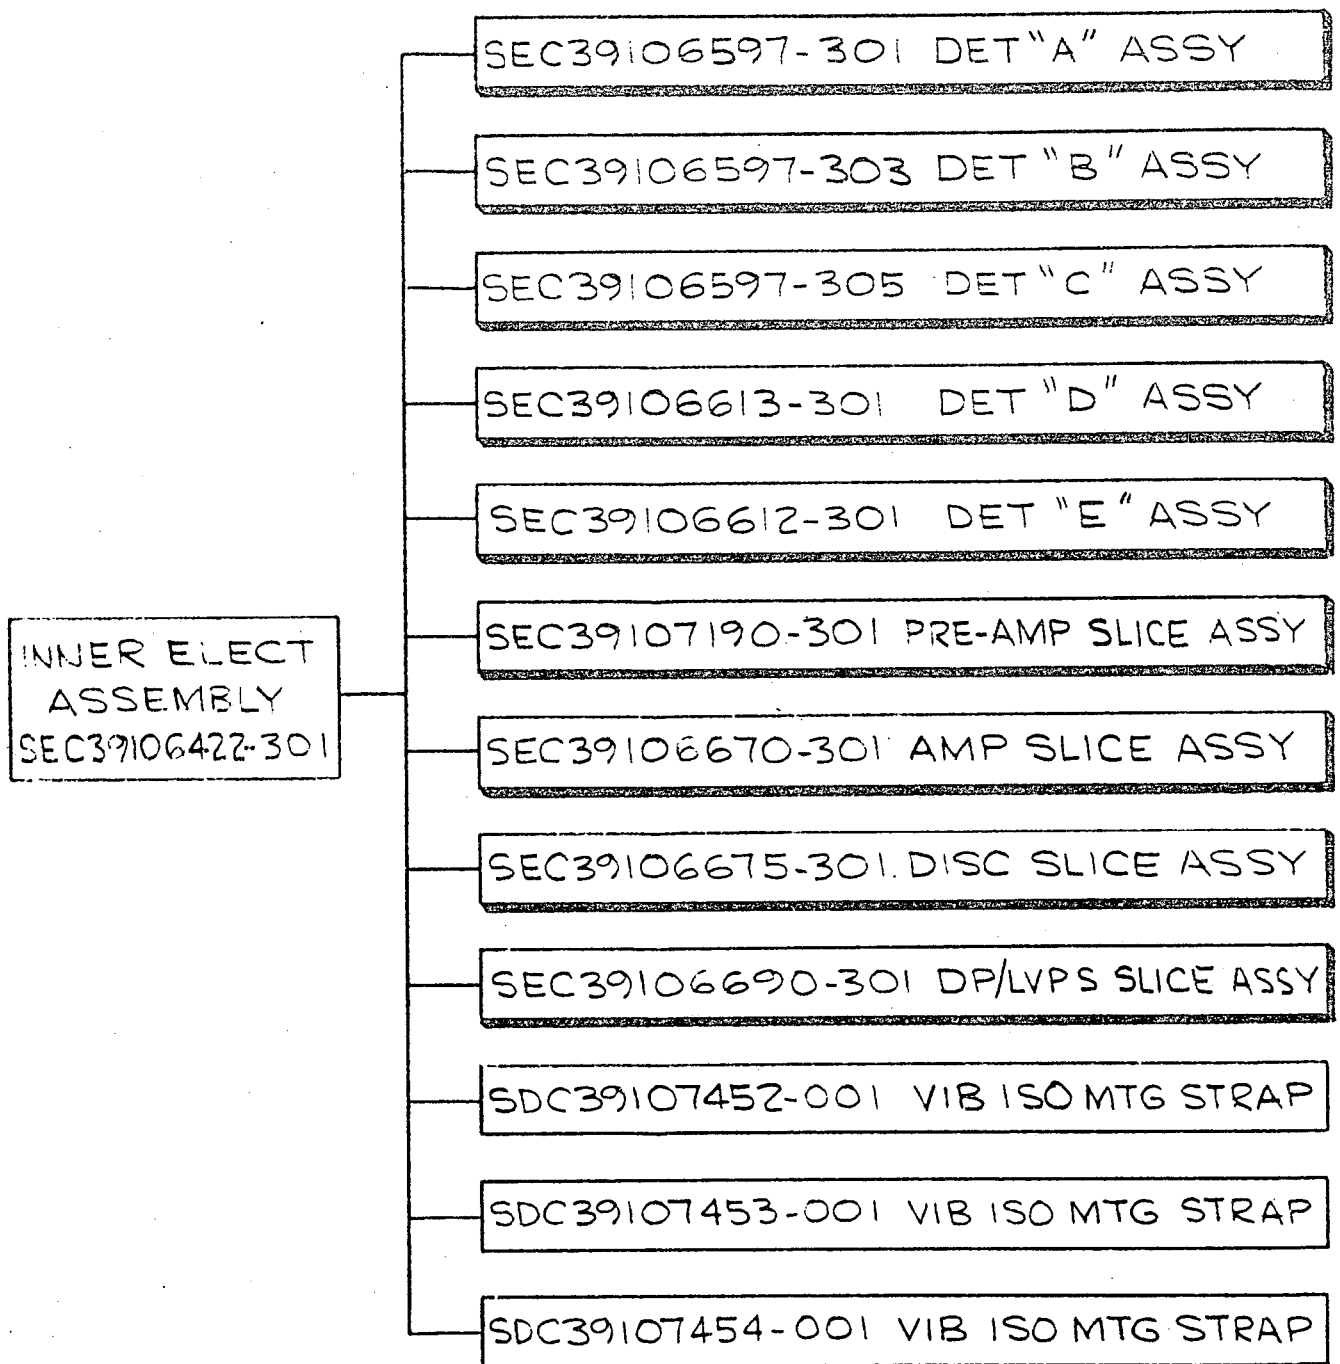 SEC39106597-301 DET "A" ASSY
SEC39106597-303 DET "B" ASSY
SEC39106597-305 DET "C" ASSY
SEC39106613-301 DET "D" ASSY
SEC39106612-301 DET "E" ASSY
INNER ELECT
ASSEMBLY
SEC39106422-301
SEC39107190-301 PRE-AMP SLICE ASSY
SEC39106670-301 AMP SLICE ASSY
SEC39106675-301 DISC SLICE ASSY
SEC39106690-301 DP/LVPS SLICE ASSY
SDC39107452-001 VIB ISO MTG STRAP
SDC39107453-001 VIB ISO MTG STRAP
SDC39107454-001 VIB ISO MTG STRAP